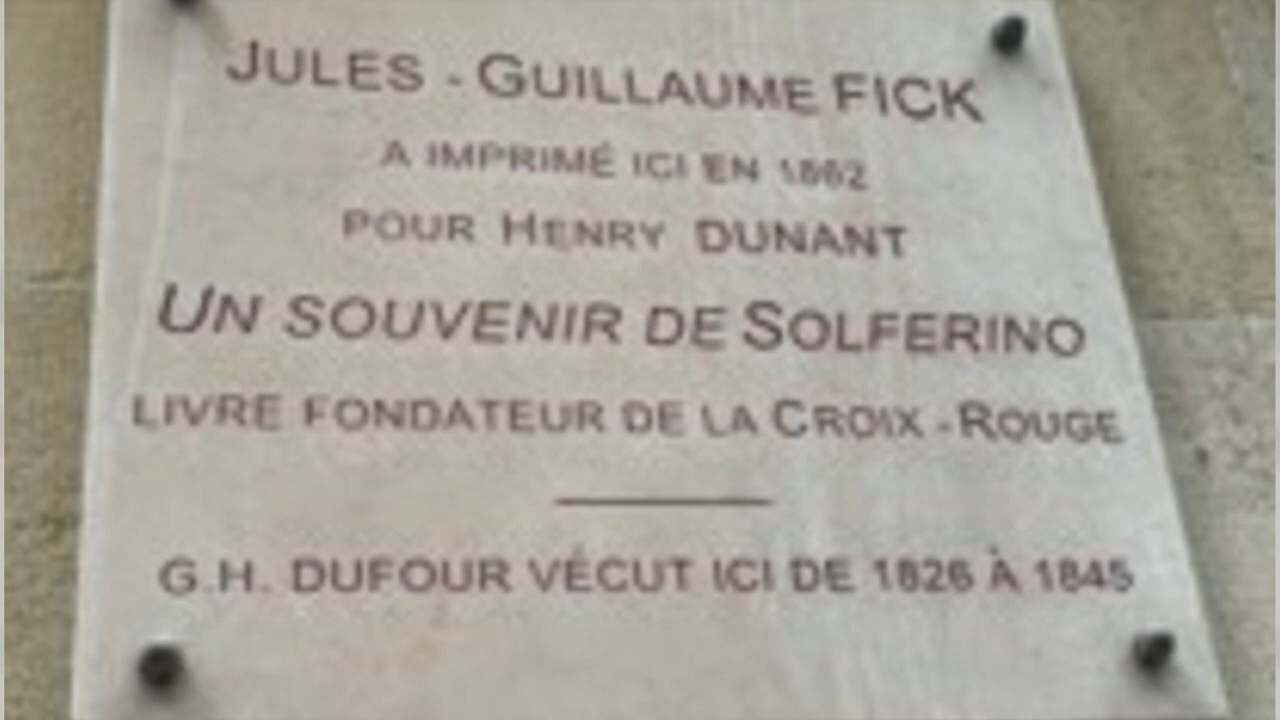 JULES - GUILLAUME FICK
A IMPRIMÉ ICI EN 1862
POUR HENRY DUNANT
UN SOUVENIR DE SOLFERINO
LIVRE FONDATEUR DE LA CROIX - ROUGE
G.H. DUFOUR VÉCUT ICI DE 1826 À 1845